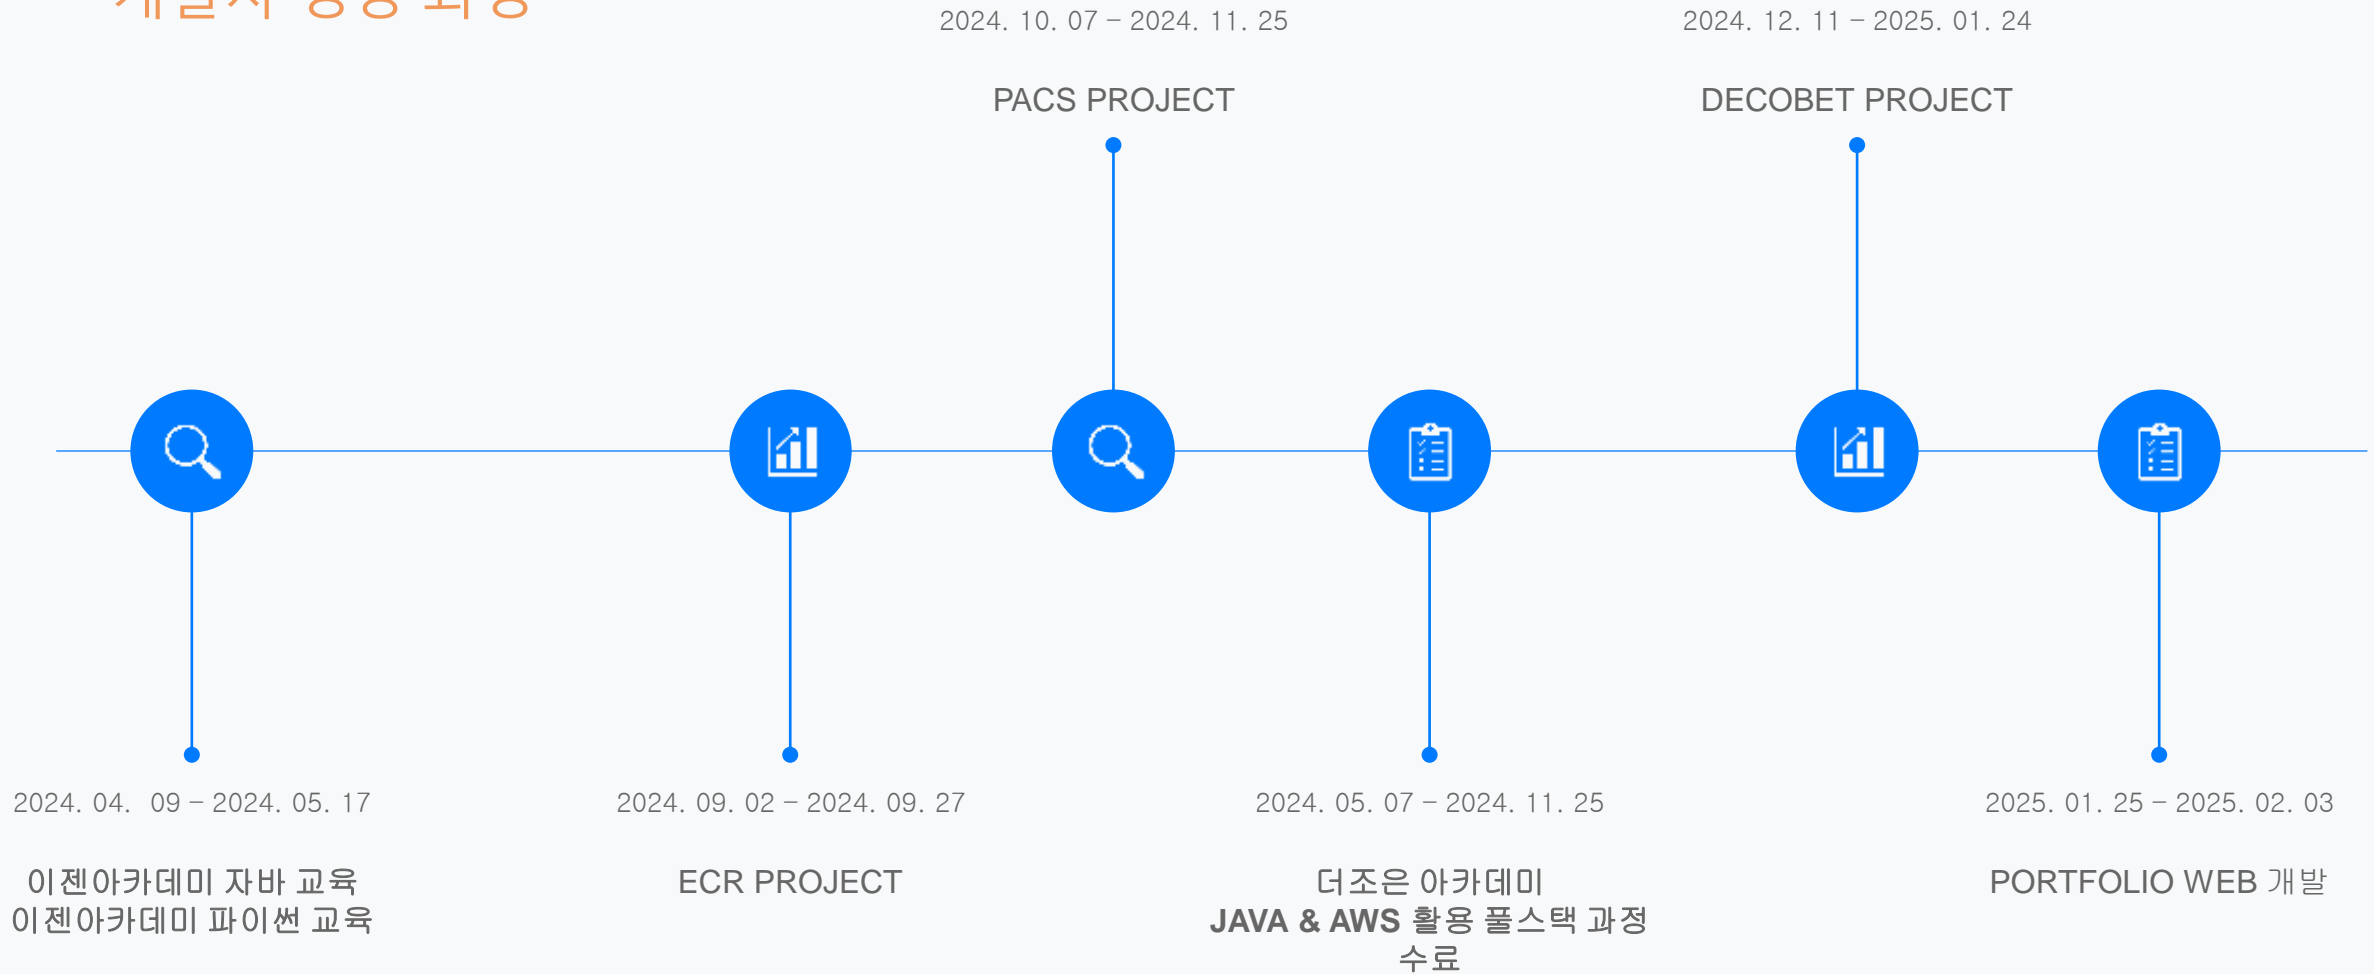 2024. 10. 07 – 2024. 11. 25
PACS PROJECT
2024. 12. 11 – 2025. 01. 24
DECOBET PROJECT
2024. 04.  09 – 2024. 05. 17
이젠아카데미 자바 교육
이젠아카데미 파이썬 교육
2024. 09. 02 – 2024. 09. 27
ECR PROJECT
2024. 05. 07 – 2024. 11. 25
더조은 아카데미
JAVA & AWS 활용 풀스택 과정
수료
2025. 01. 25 – 2025. 02. 03
PORTFOLIO WEB 개발